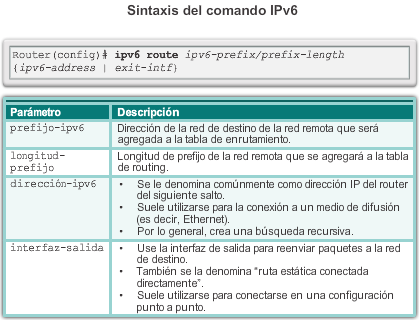 Sintaxis del comando IPv6
Router(config)# ipv6 route ipv6-prefix/prefix-length
{ipv6-address | exit-intf}
Parámetro Descripción
prefijo-ipv6 Dirección de la red de destino de la red remota que será
agregada a la tabla de enrutamiento.
longitud-
prefijo
Longitud de prefijo de la red remota que se agregará a la tabla
de routing.
dirección-ipv6 • Se le denomina comúnmente como dirección IP del router
del siguiente salto.
• Suele utilizarse para la conexión a un medio de difusión
(es decir, Ethernet).
• Por lo general, crea una búsqueda recursiva.
interfaz-salida • Use la interfaz de salida para reenviar paquetes a la red
de destino.
• También se la denomina “ruta estática conectada
directamente”.
• Suele utilizarse para conectarse en una configuración
punto a punto.